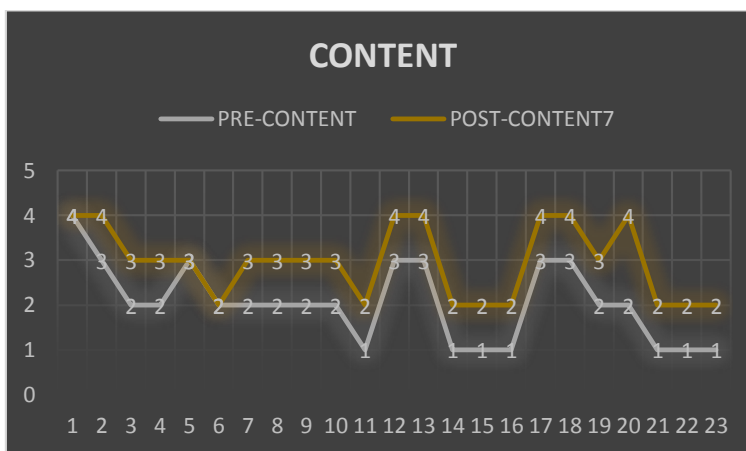 CONTENT
PRE-CONTENT POST-CONTENT7
5
4 4 4 4 4 4 4 4
3 3 3 3 3 3 3 3 3 3 3 3 3 3
2 2 2 2 2 2 2 2 2 2 2 2 2 2 2 2 2
1 1 1 1 1 1 1 1
0
1 2 3 4 5 6 7 8 9 10 11 12 13 14 15 16 17 18 19 20 21 22 23